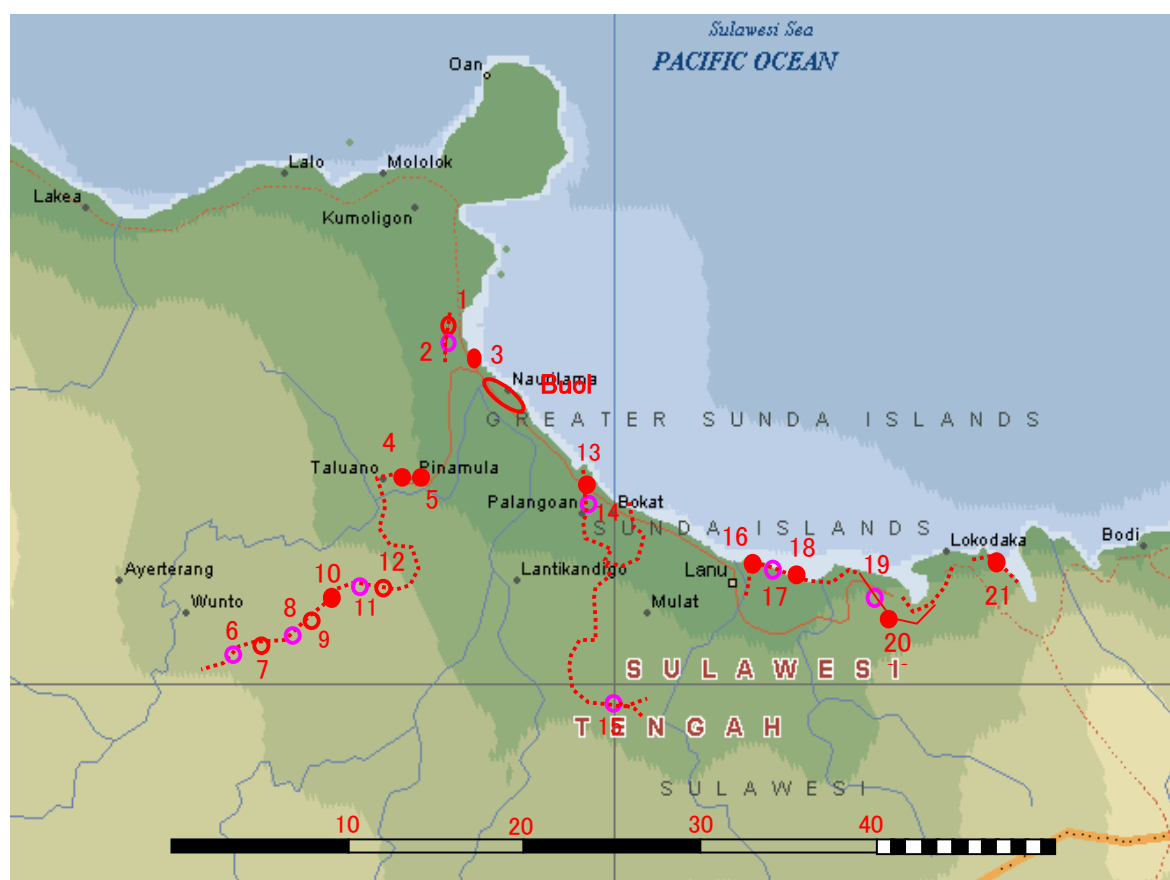 Sulawesi Sea
PACIFIC OCEAN
Oan
Lalo
Mololok
Lakea
Kumoligon
1
2
3
Naurilama
Buol
GREATER SUNDA ISLANDS
4
13
Taluano
Pinamula
5
Palangoan
14
Bokat
SUNDA ISLANDS
16
18
Lokodaka
Bodi
12
19
Ayerterang
10
Lantikandigo
Lanu
17
21
11
Wunto
8
9
Mulat
6
7
20
SULAWESI
TENGAH
15
SULAWESI
10
20
30
40